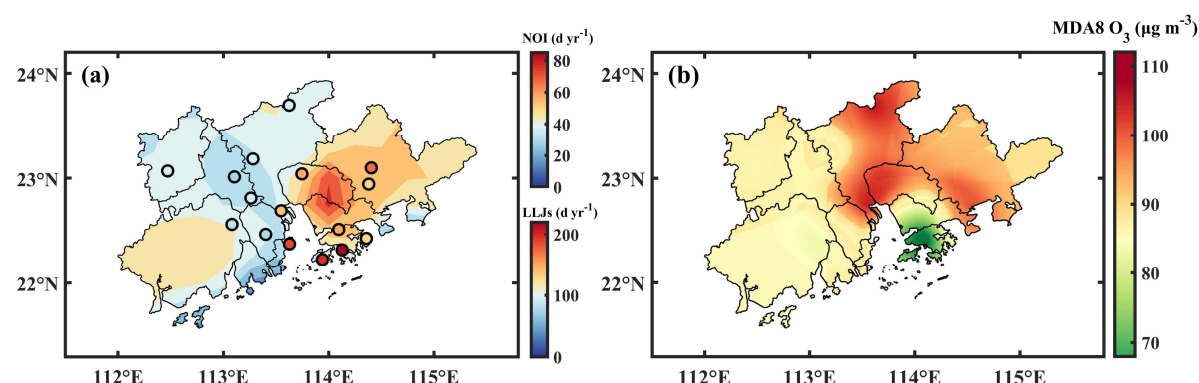 NOI (d yr-1)
(a)
24°N
23°N
22°N
112°E
113°E
114°E
115°E
80
60
40
20
0
LLJs (d yr-1)
200
100
0
MDA8 O3 (μg m-3)
(b)
24°N
23°N
22°N
112°E
113°E
114°E
115°E
110
100
90
80
70